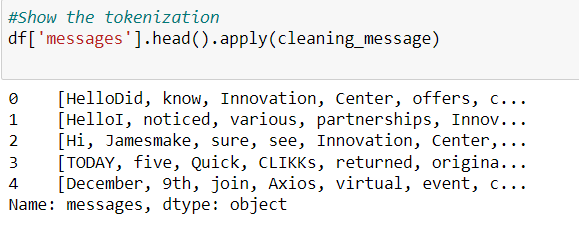 #Show the tokenization
df['messages'].head().apply(cleaning_message)
0    [HelloDid, know, Innovation, Center, offers, c...
1    [HelloI, noticed, various, partnerships, Innov...
2    [Hi, Jamesmake, sure, see, Innovation, Center,...
3    [TODAY, five, Quick, CLIKKs, returned, origina...
4    [December, 9th, join, Axios, virtual, event, c...
Name: messages, dtype: object